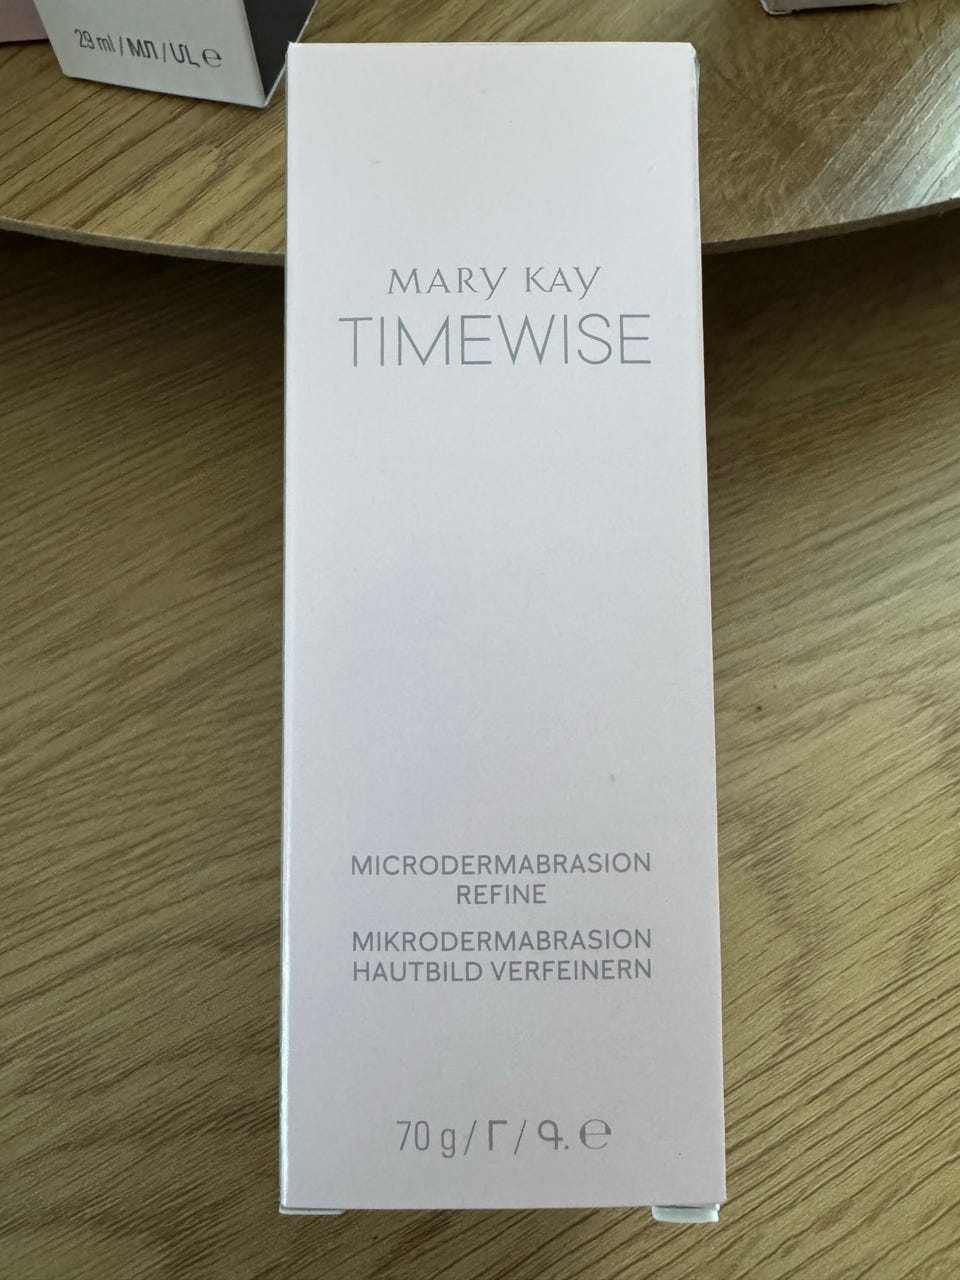 29 ml / МЛ / ՄԼ ℮
MARY KAY
TIMEWISE
MICRODERMABRASION
REFINE
MIKRODERMABRASION
HAUTBILD VERFEINERN
70 g / Г / Գ. ℮